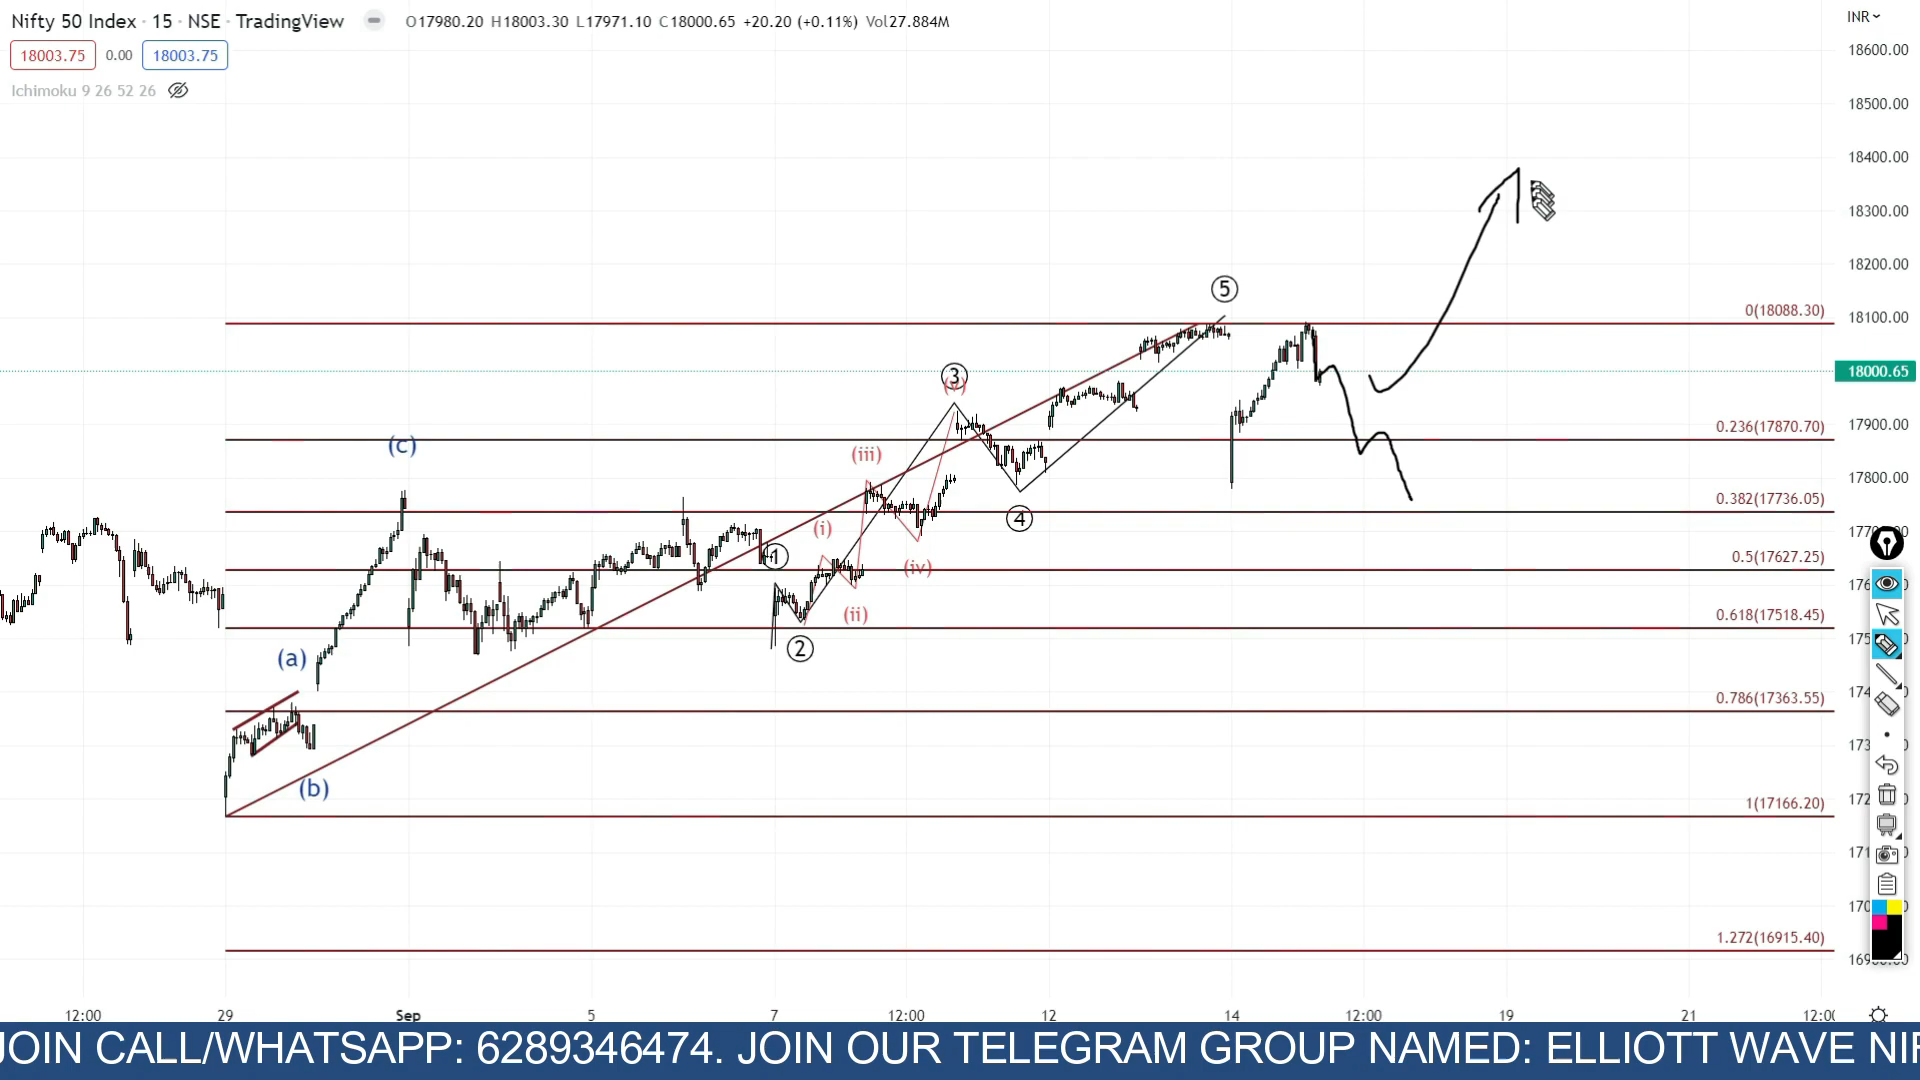 Nifty 50 Index · 15 · NSE · TradingView
O17980.20 H18003.30 L17971.10 C18000.65 +20.20 (+0.11%) Vol27.884M
INR
18003.75 0.00 18003.75
Ichimoku 9 26 52 26
18600.00
18500.00
18400.00
18300.00
18200.00
18100.00
18000.65
17900.00
17800.00
0(18088.30)
0.236(17870.70)
0.382(17736.05)
0.5(17627.25)
0.618(17518.45)
0.786(17363.55)
1(17166.20)
1.272(16915.40)
5
3
(v)
(c)
(iii)
4
(i)
1
(iv)
(ii)
2
(a)
(b)
12:00 29 Sep 5 7 12:00 12 14 12:00 19 21
JOIN CALL/WHATSAPP: 6289346474. JOIN OUR TELEGRAM GROUP NAMED: ELLIOTT WAVE